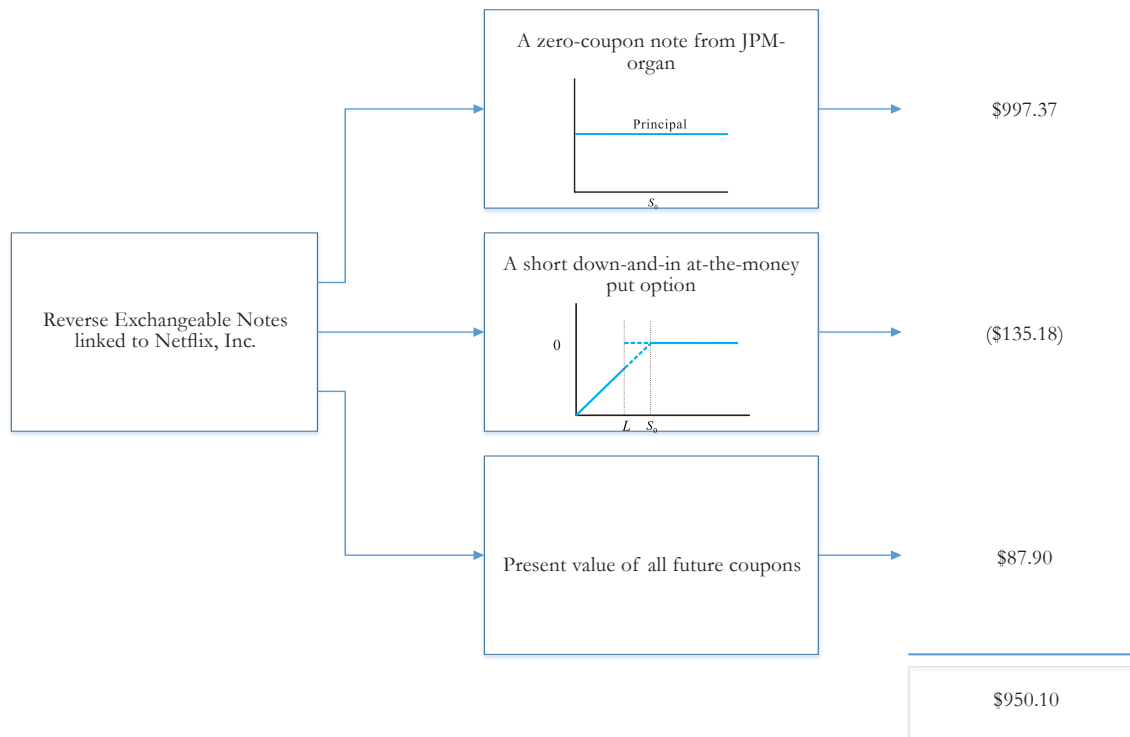 A zero-coupon note from JPM-
organ
Principal
S₀
$997.37
Reverse Exchangeable Notes
linked to Netflix, Inc.
A short down-and-in at-the-money
put option
0
L S₀
($135.18)
Present value of all future coupons
$87.90
$950.10